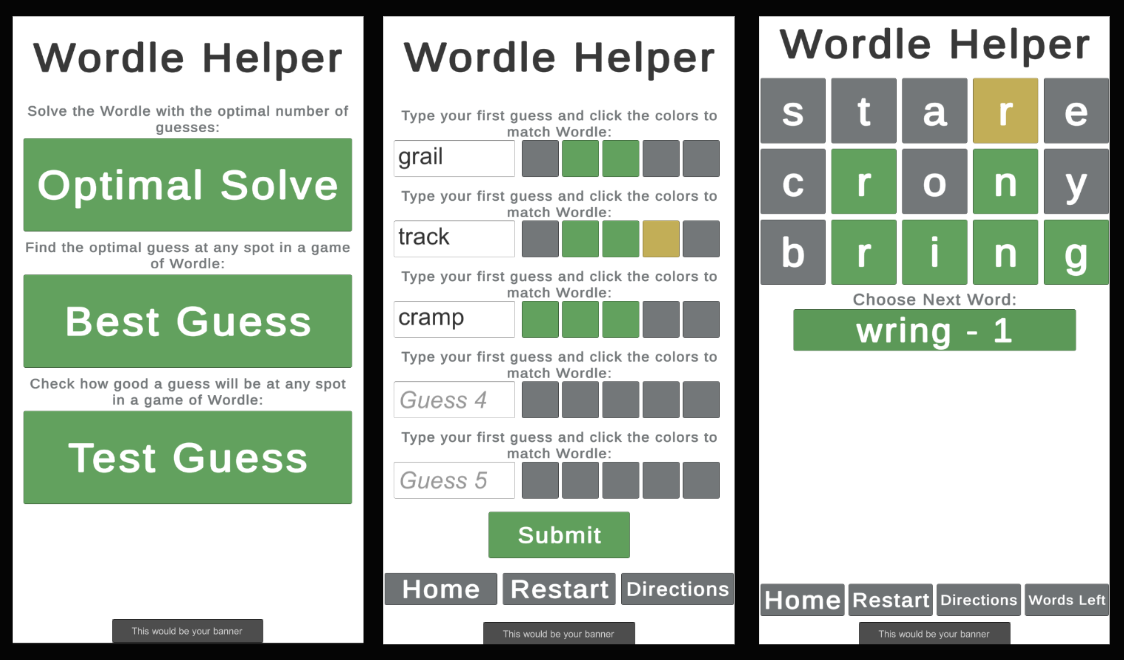 Wordle Helper
Solve the Wordle with the optimal number of
guesses:
Optimal Solve
Find the optimal guess at any spot in a game
of Wordle:
Best Guess
Check how good a guess will be at any spot
in a game of Wordle:
Test Guess
This would be your banner
Wordle Helper
Type your first guess and click the colors to
match Wordle:
grail
Type your first guess and click the colors to
match Wordle:
track
Type your first guess and click the colors to
match Wordle:
cramp
Type your first guess and click the colors to
match Wordle:
Guess 4
Type your first guess and click the colors to
match Wordle:
Guess 5
Submit
Home Restart Directions
This would be your banner
Wordle Helper
s t a r e
c r o n y
b r i n g
Choose Next Word:
wring - 1
Home Restart Directions Words Left
This would be your banner